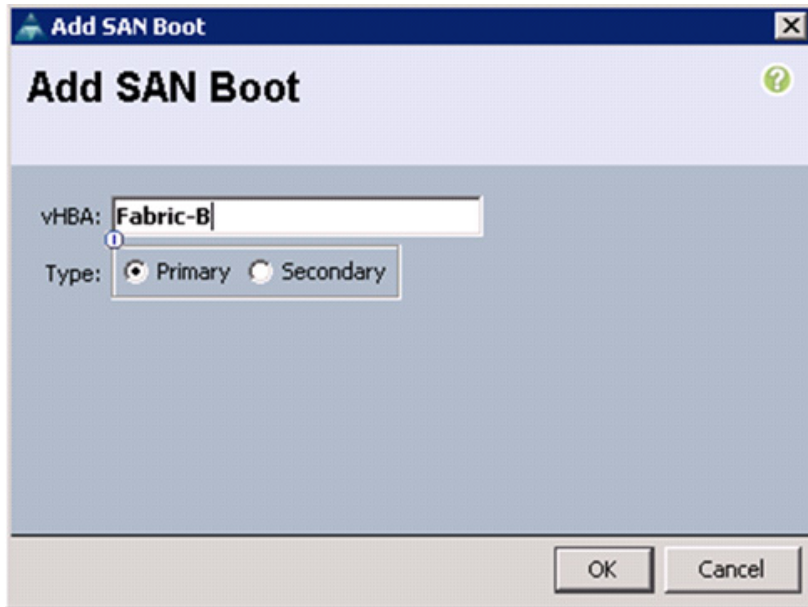 Add SAN Boot
Add SAN Boot
vHBA: Fabric-B
Type: Primary Secondary
OK Cancel